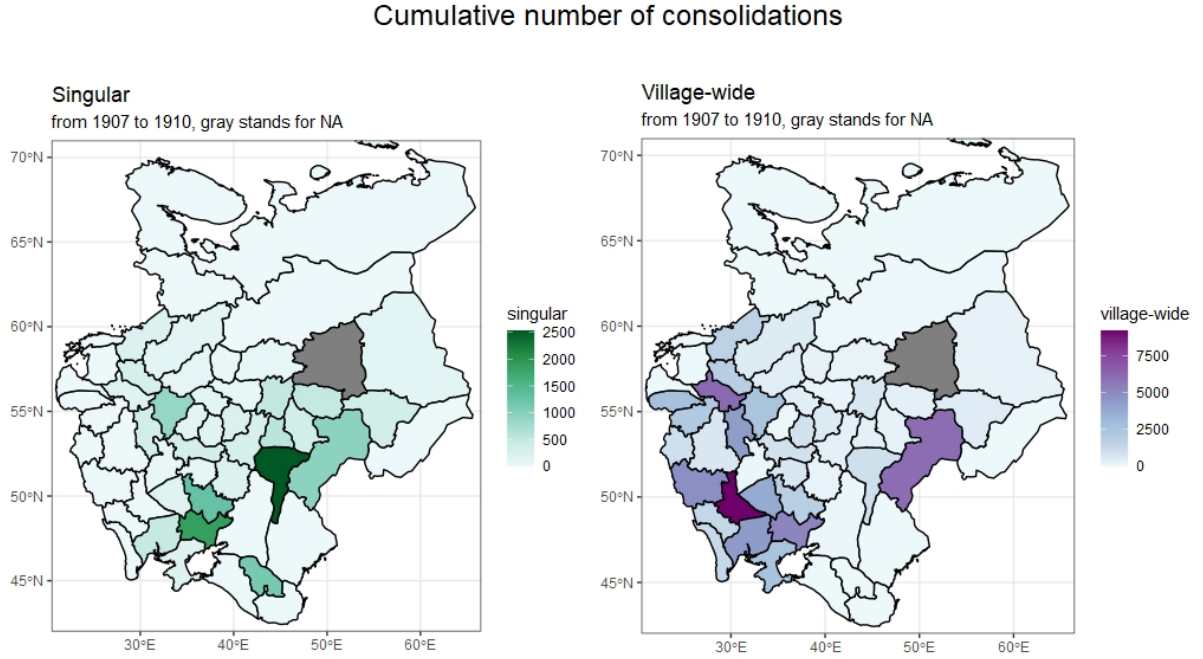 Cumulative number of consolidations
Singular
from 1907 to 1910, gray stands for NA
70°N
65°N
60°N
55°N
50°N
45°N
30°E 40°E 50°E 60°E
singular
2500
2000
1500
1000
500
0
Village-wide
from 1907 to 1910, gray stands for NA
70°N
65°N
60°N
55°N
50°N
45°N
30°E 40°E 50°E 60°E
village-wide
7500
5000
2500
0